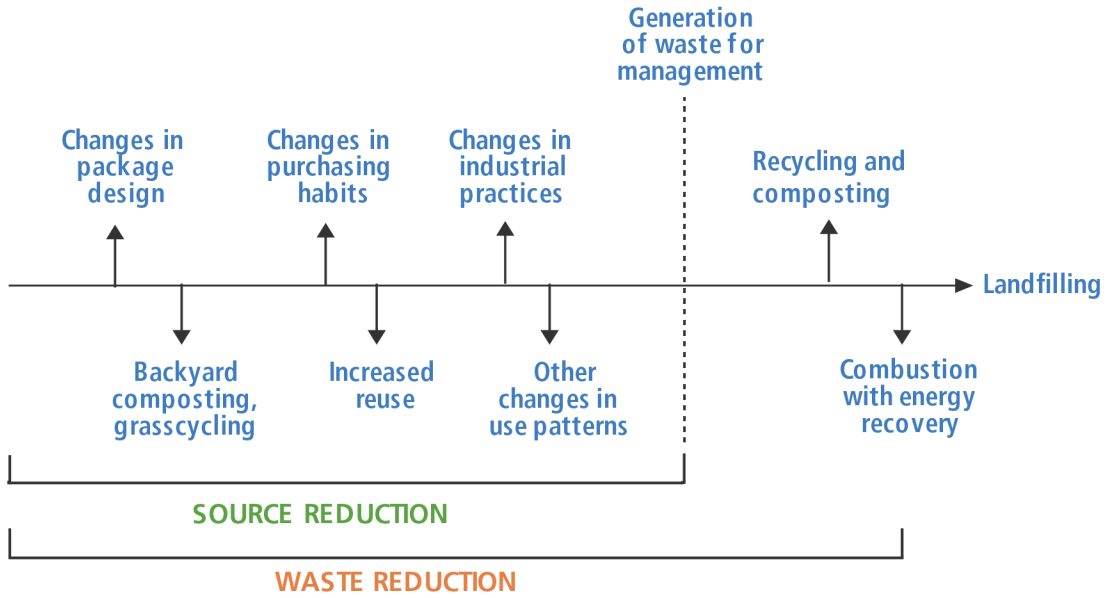 Generation
of waste for
management
Changes in
package
design
Changes in
purchasing
habits
Changes in
industrial
practices
Recycling and
composting
Landfilling
Backyard
composting,
grasscycling
Increased
reuse
Other
changes in
use patterns
Combustion
with energy
recovery
SOURCE REDUCTION
WASTE REDUCTION